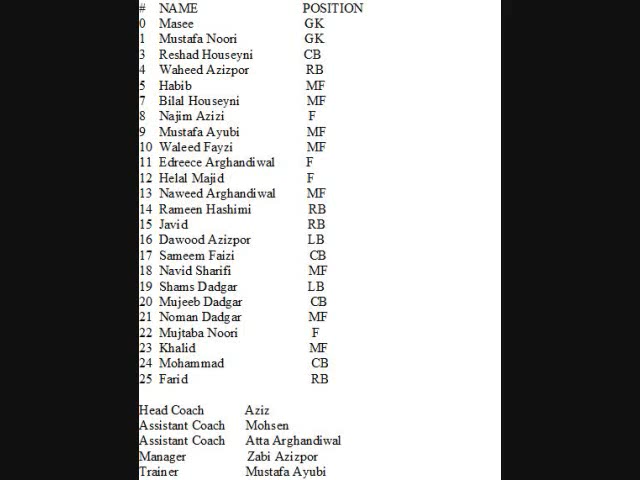 # NAME POSITION
0 Masee GK
1 Mustafa Noori GK
3 Reshad Houseyni CB
4 Waheed Azizpor RB
5 Habib MF
7 Bilal Houseyni MF
8 Najim Azizi F
9 Mustafa Ayubi MF
10 Waleed Fayzi MF
11 Edreece Arghandiwal F
12 Helal Majid F
13 Naweed Arghandiwal MF
14 Rameen Hashimi RB
15 Javid RB
16 Dawood Azizpor LB
17 Sameem Faizi CB
18 Navid Sharifi MF
19 Shams Dadgar LB
20 Mujeeb Dadgar CB
21 Noman Dadgar MF
22 Mujtaba Noori F
23 Khalid MF
24 Mohammad CB
25 Farid RB
Head Coach Aziz
Assistant Coach Mohsen
Assistant Coach Atta Arghandiwal
Manager Zabi Azizpor
Trainer Mustafa Ayubi